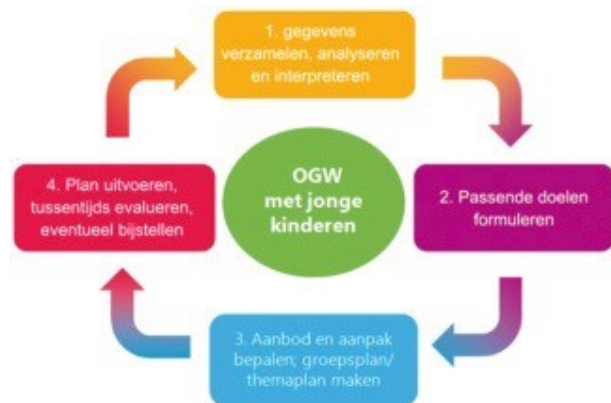 1. gegevens
verzamelen, analyseren
en interpreteren
OGW
met jonge
kinderen
4. Plan uitvoeren,
tussentijds evalueren,
eventueel bijstellen
2. Passende doelen
formuleren
3. Aanbod en aanpak
bepalen; groepsplan/
themaplan maken